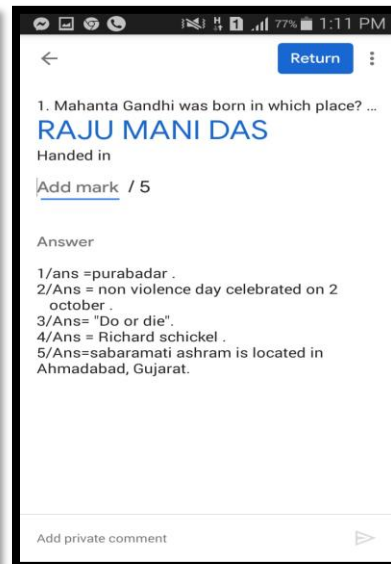 77% 1:11 PM
Return
1. Mahanta Gandhi was born in which place? ...
RAJU MANI DAS
Handed in
Add mark / 5
Answer
1/ans =purabadar .
2/Ans = non violence day celebrated on 2
october .
3/Ans= "Do or die".
4/Ans = Richard schickel .
5/Ans=sabaramati ashram is located in
Ahmadabad, Gujarat.
Add private comment